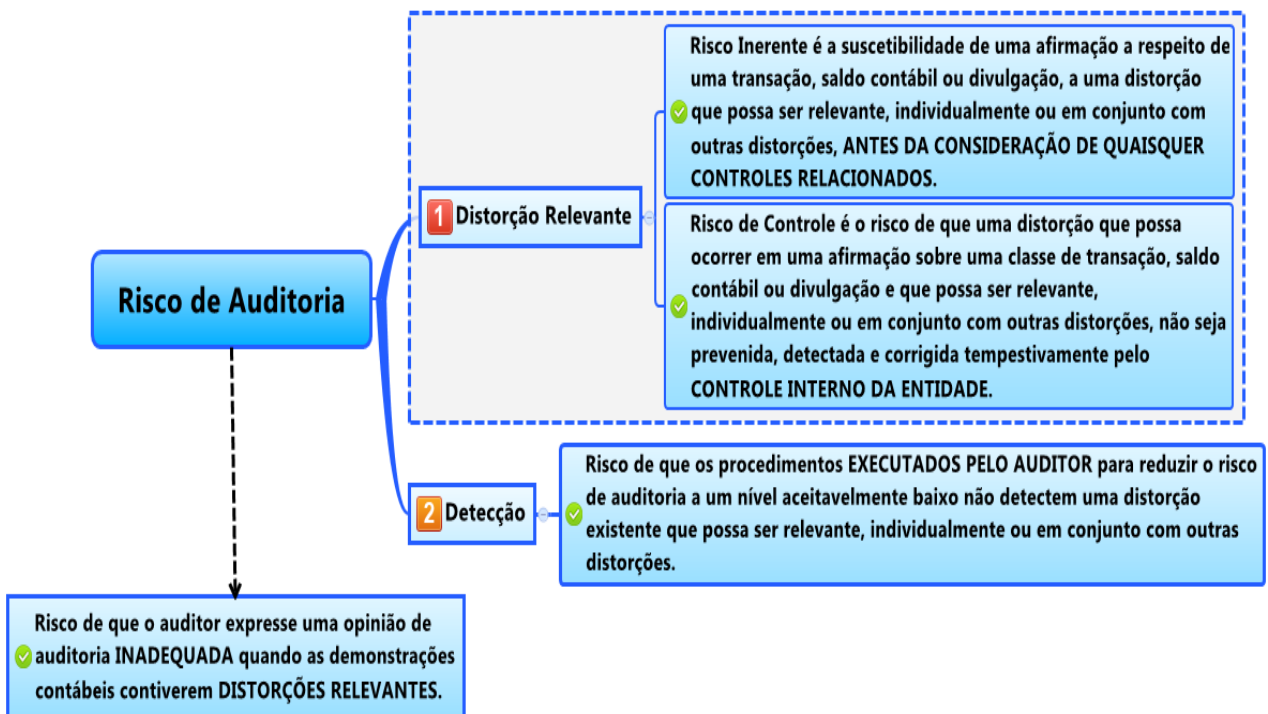 Risco de Auditoria
1 Distorção Relevante
Risco Inerente é a suscetibilidade de uma afirmação a respeito de
uma transação, saldo contábil ou divulgação, a uma distorção
que possa ser relevante, individualmente ou em conjunto com
outras distorções, ANTES DA CONSIDERAÇÃO DE QUAISQUER
CONTROLES RELACIONADOS.
Risco de Controle é o risco de que uma distorção que possa
ocorrer em uma afirmação sobre uma classe de transação, saldo
contábil ou divulgação e que possa ser relevante,
individualmente ou em conjunto com outras distorções, não seja
prevenida, detectada e corrigida tempestivamente pelo
CONTROLE INTERNO DA ENTIDADE.
2 Detecção
Risco de que os procedimentos EXECUTADOS PELO AUDITOR para reduzir o risco
de auditoria a um nível aceitavelmente baixo não detectem uma distorção
existente que possa ser relevante, individualmente ou em conjunto com outras
distorções.
Risco de que o auditor expresse uma opinião de
auditoria INADEQUADA quando as demonstrações
contábeis contiverem DISTORÇÕES RELEVANTES.